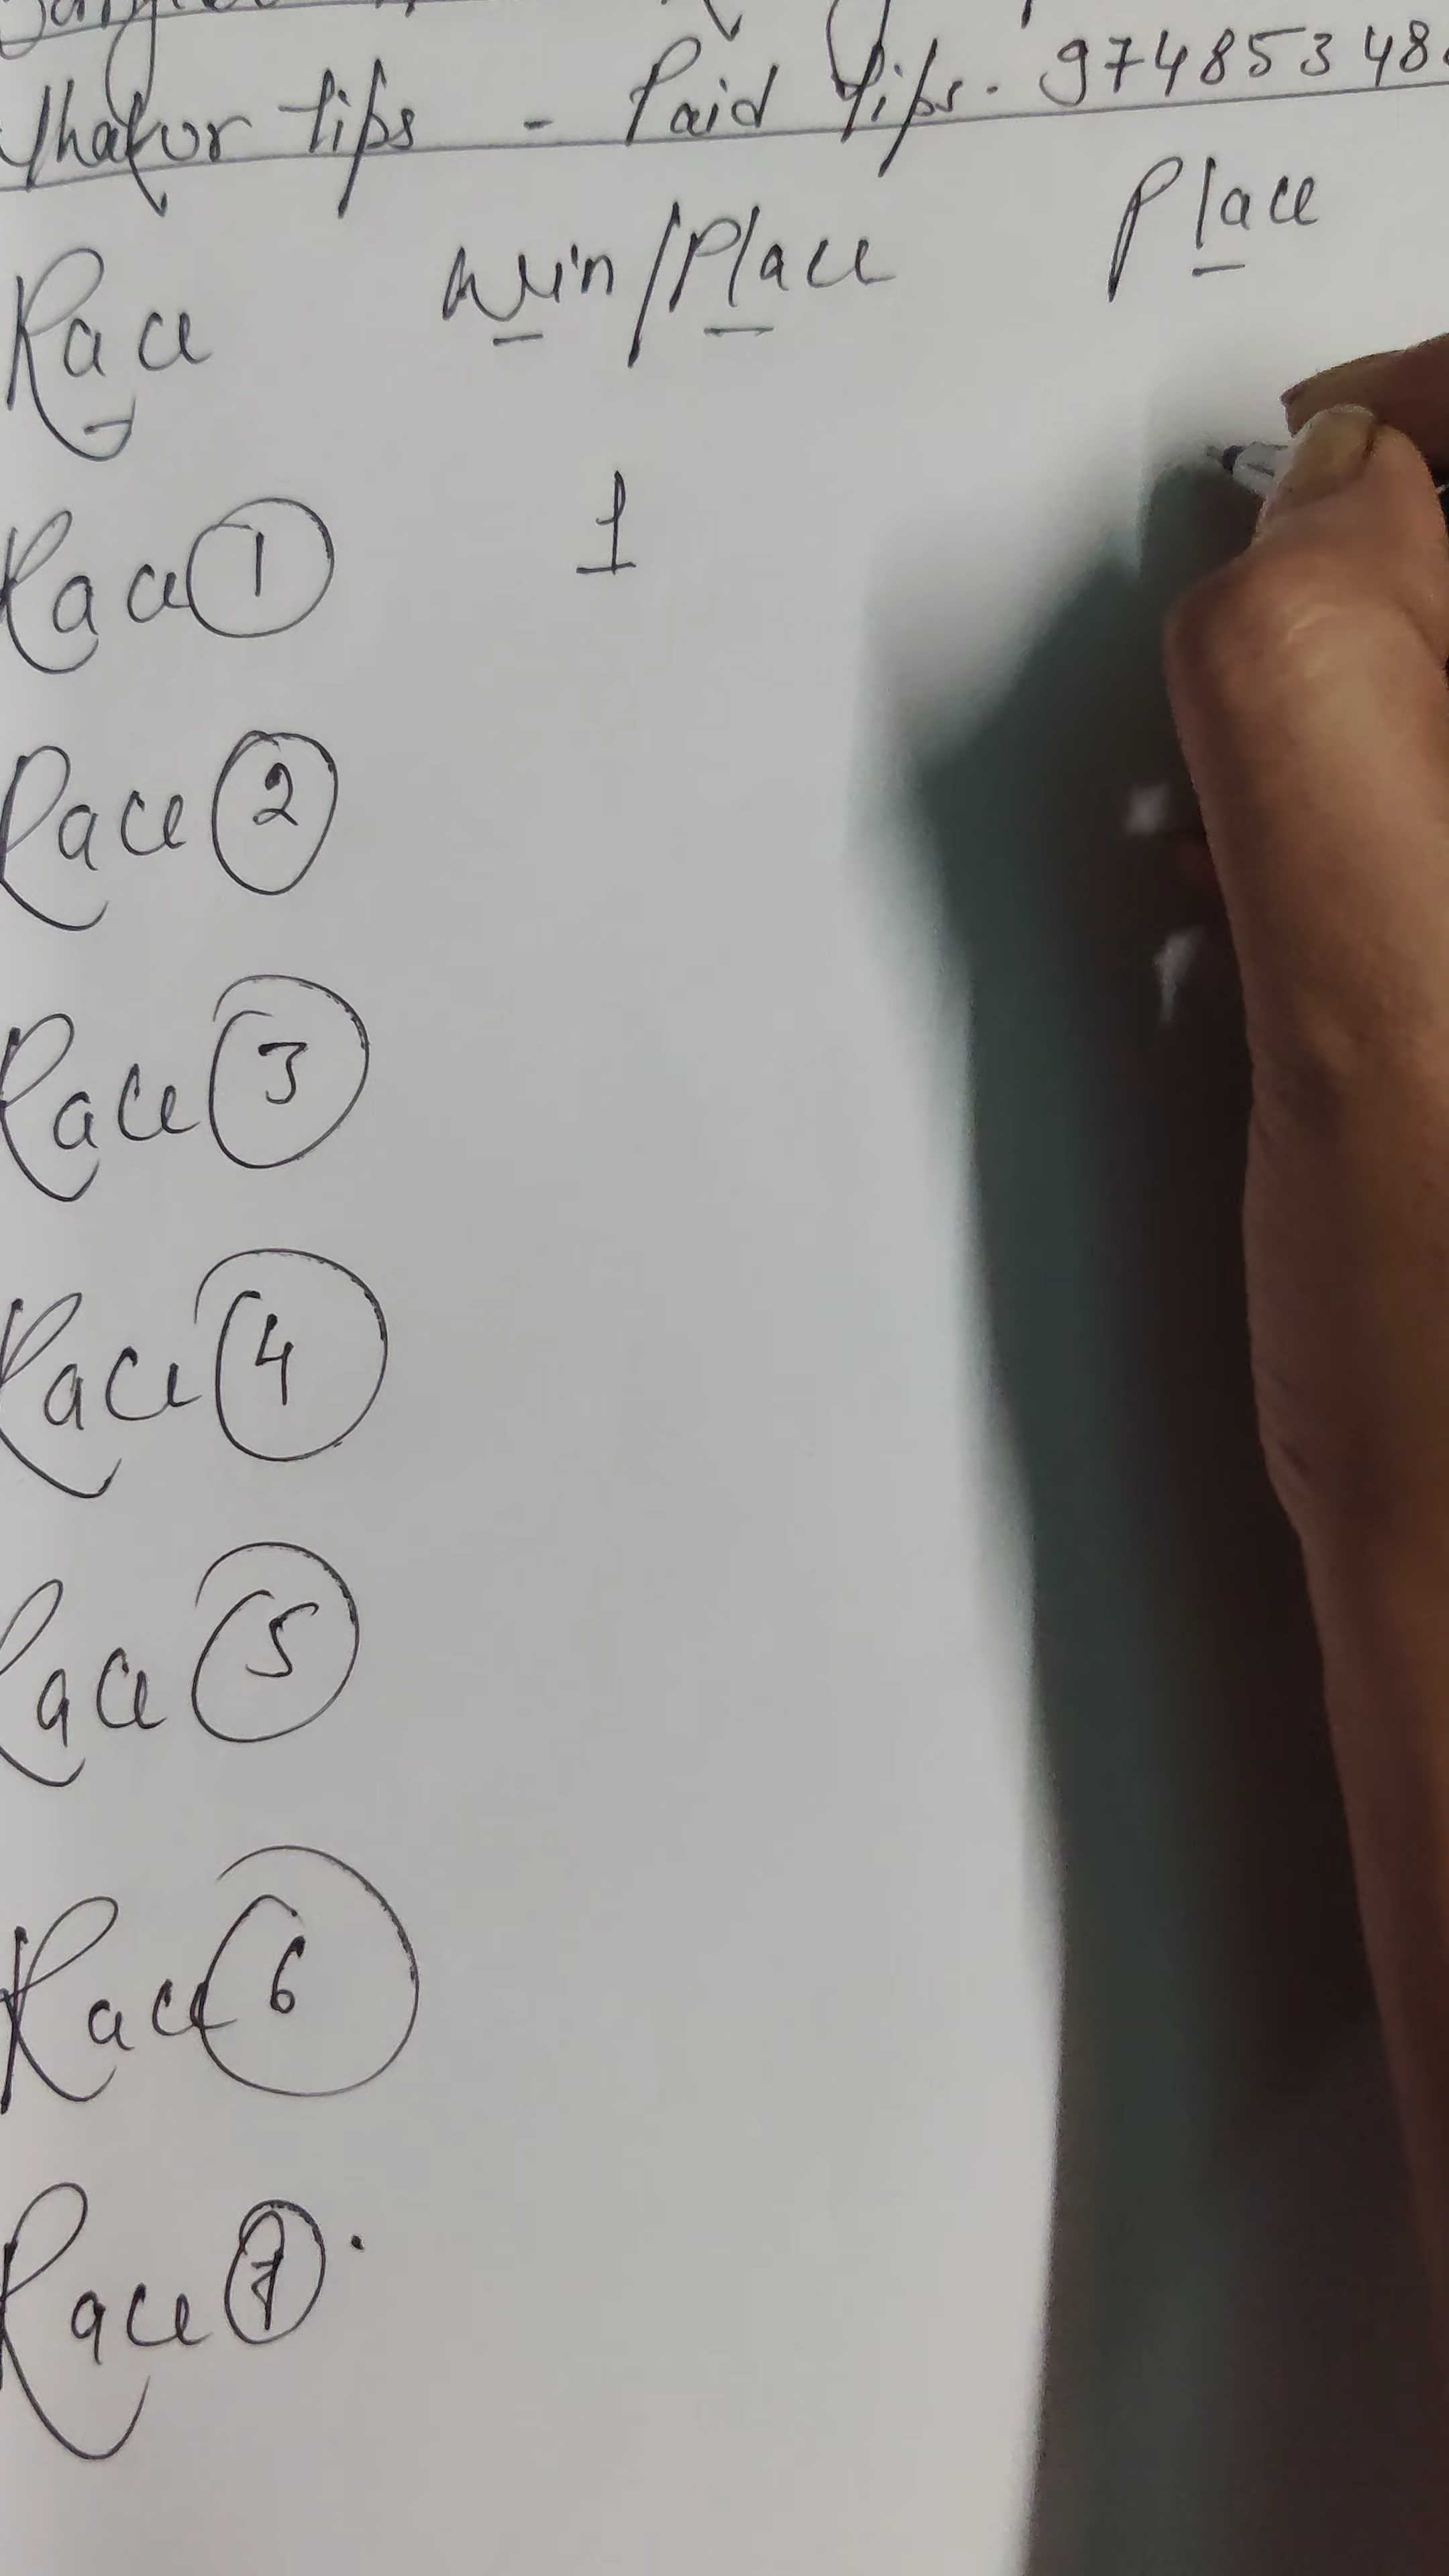 Thakur tips - Paid tips. 97485348
Race Win/Place Place
Race 1 1
Race 2
Race 3
Race 4
Race 5
Race 6
Race 7